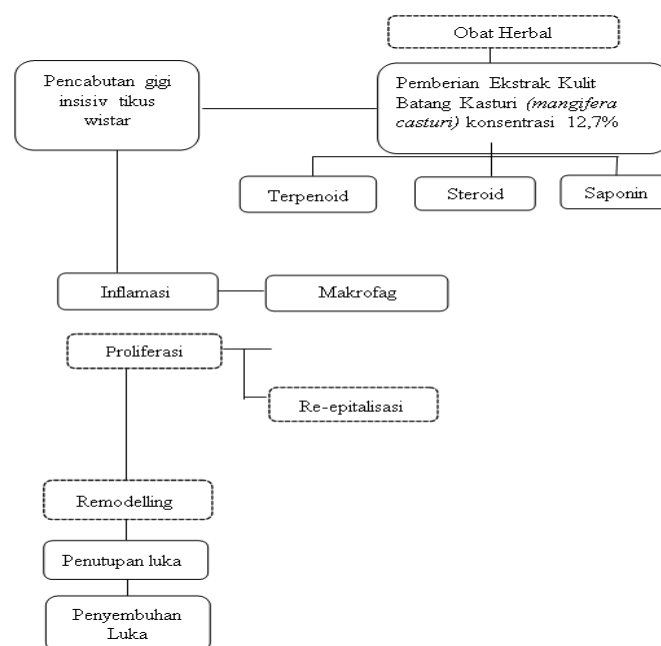 Obat Herbal
Pencabutan gigi
insisiv tikus
wistar
Pemberian Ekstrak Kulit
Batang Kasturi (mangifera
casturi) konsentrasi 12,7%
Terpenoid
Steroid
Saponin
Inflamasi
Makrofag
Proliferasi
Re-epitalisasi
Remodelling
Penutupan luka
Penyembuhan
Luka